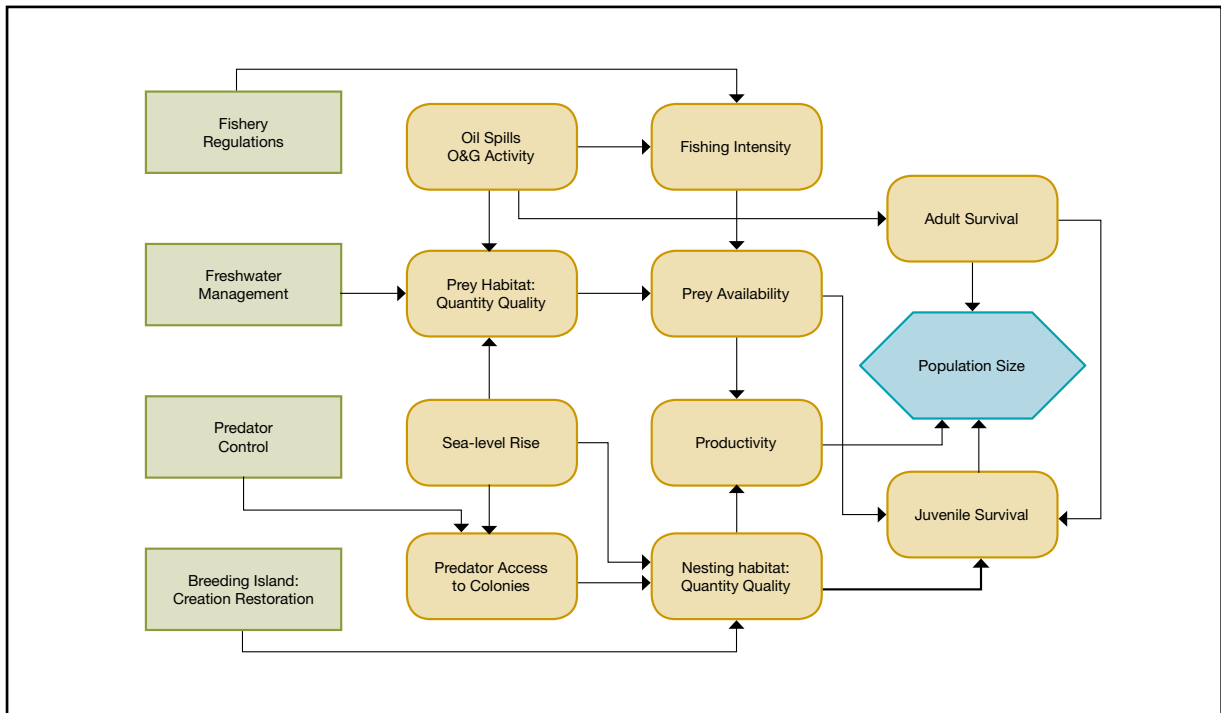 Fishery
Regulations
Oil Spills
O&G Activity
Fishing Intensity
Adult Survival
Freshwater
Management
Prey Habitat:
Quantity Quality
Prey Availability
Population Size
Predator
Control
Sea-level Rise
Productivity
Juvenile Survival
Breeding Island:
Creation Restoration
Predator Access
to Colonies
Nesting habitat:
Quantity Quality